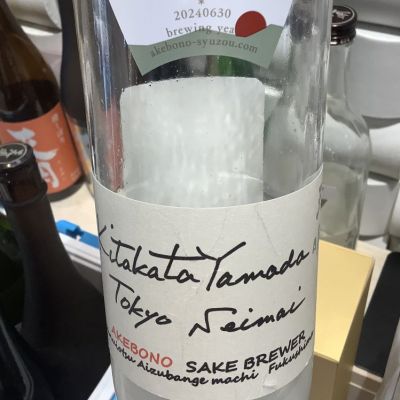 20240630
brewing year
akebono-syuzou.com
Kitakata Yamada
Tokyo Seimai
AKEBONO SAKE BREWER
Aizubange machi Fukushima